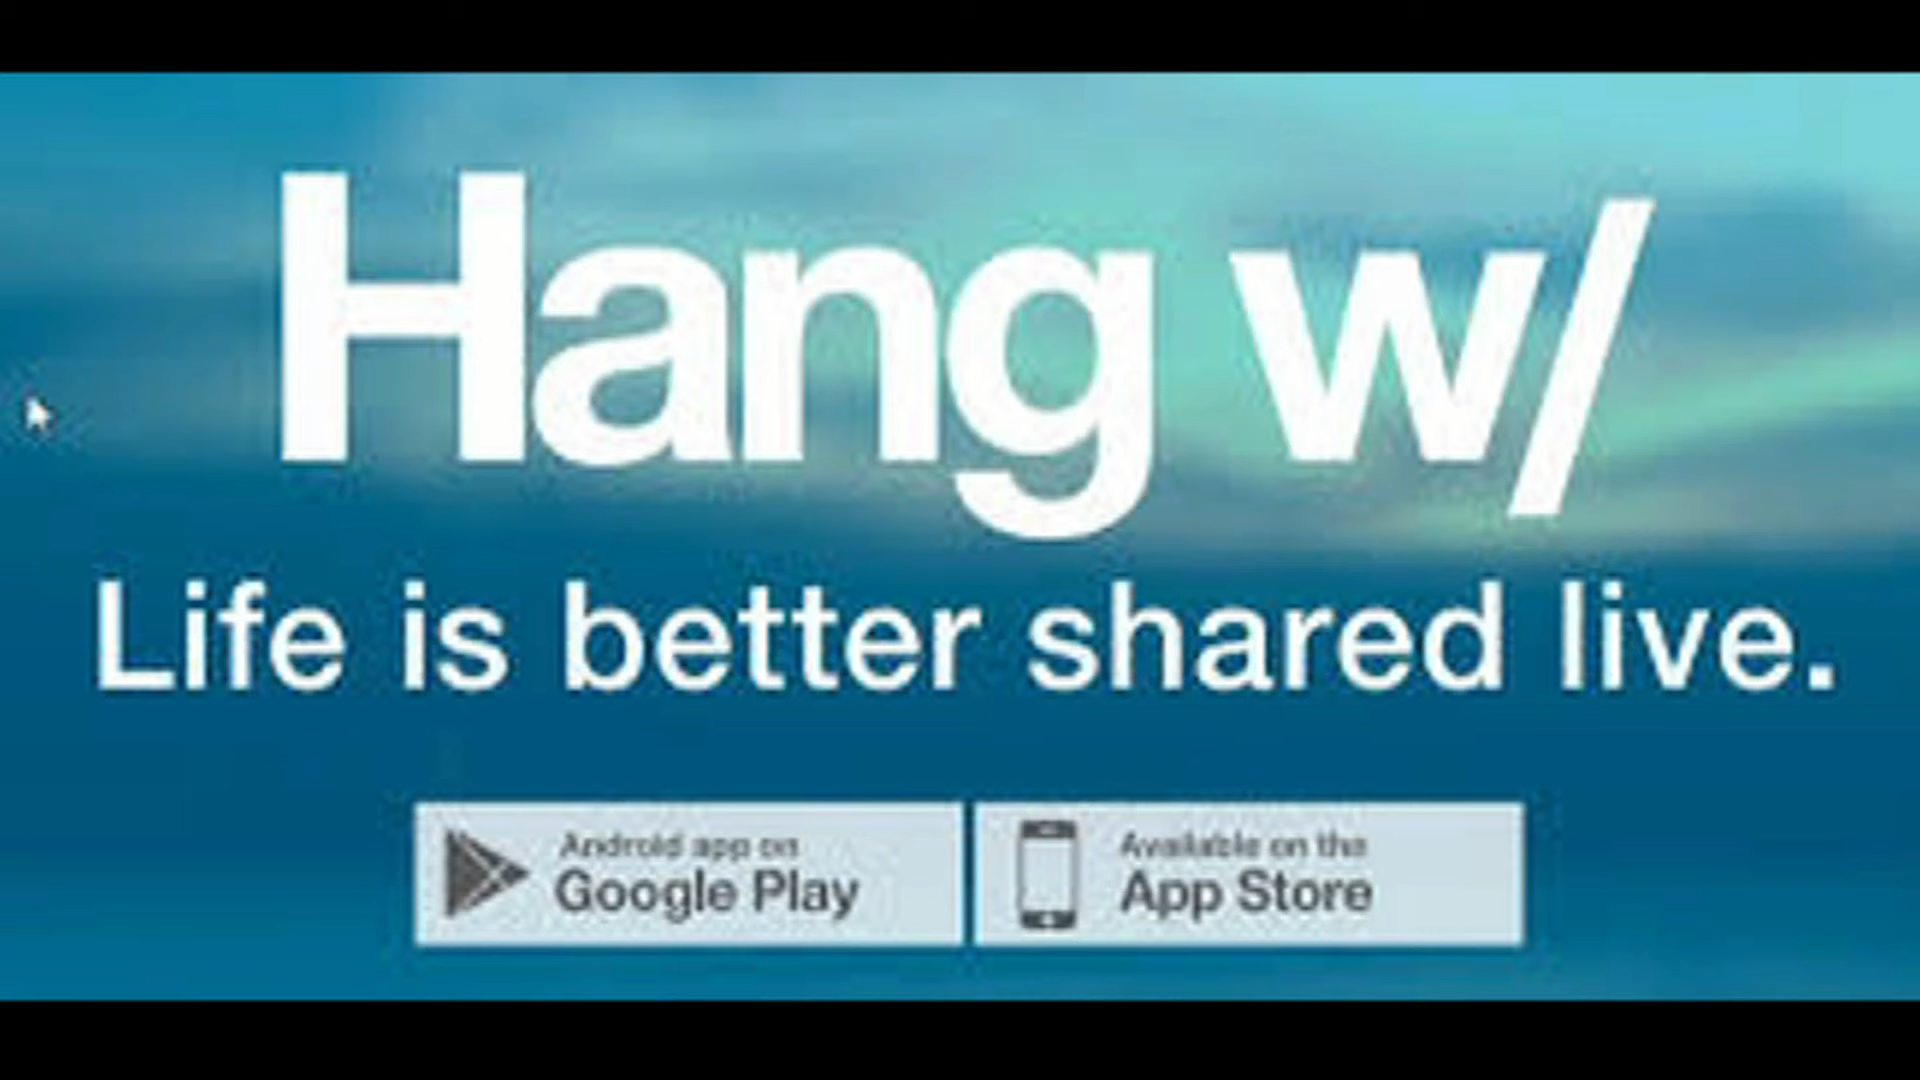 Hang w/
Life is better shared live.
Android app on
Google Play
Available on the
App Store